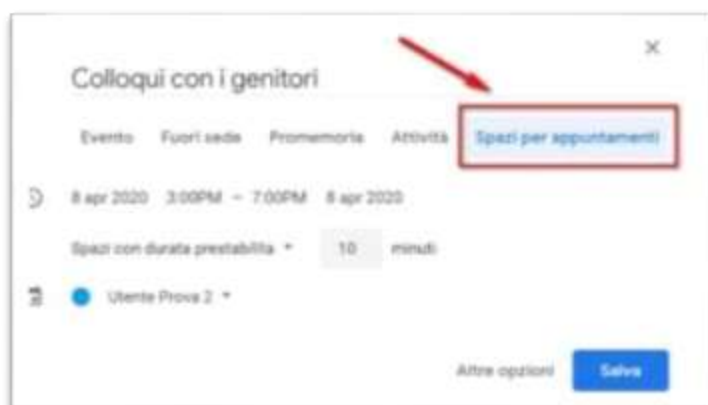 Colloqui con i genitori
Evento Fuori sede Promemoria Attività Spazi per appuntamenti
8 apr 2020 3:00PM – 7:00PM 8 apr 2020
Spazi con durata prestabilita 10 minuti
Utente Prova 2
Altre opzioni Salva